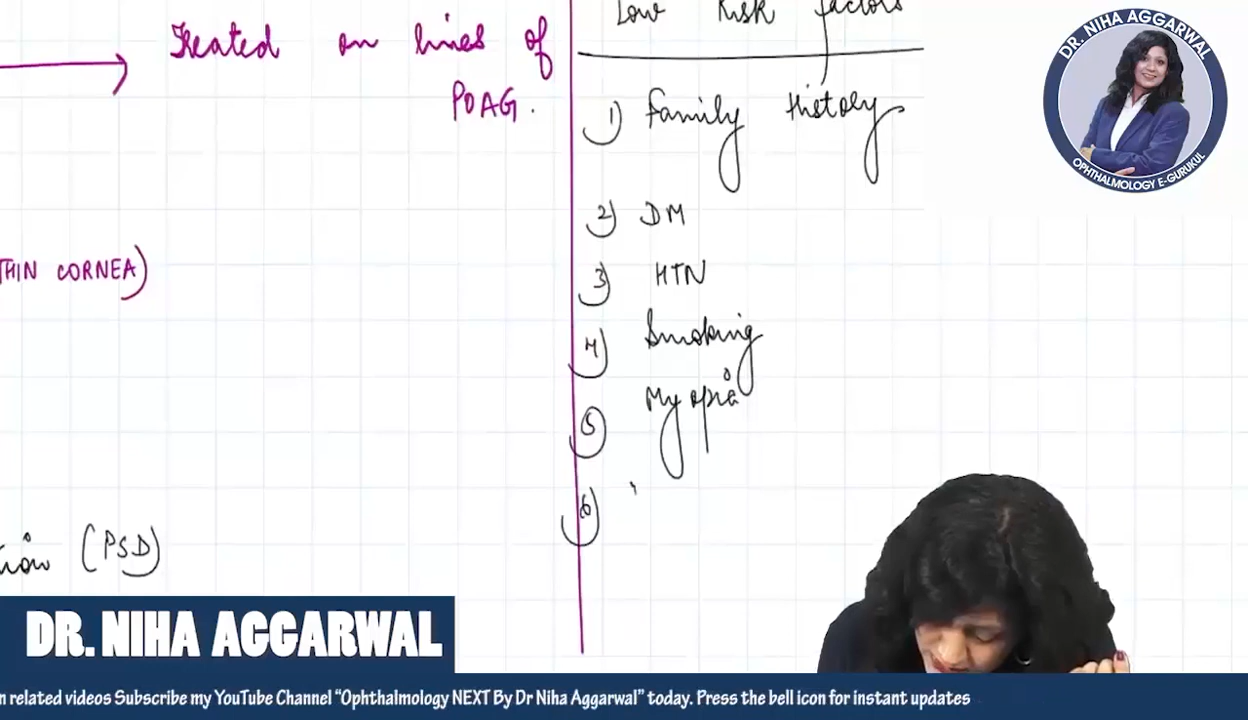 Treated on lines of
POAG.
THIN CORNEA)
(PSD)
Low Risk factors
1) Family History
2) DM
3) HTN
4) Smoking
5) Myopia
6)
DR. NIHA AGGARWAL
OPHTHALMOLOGY E-GURUKUL
DR. NIHA AGGARWAL
n related videos Subscribe my YouTube Channel "Ophthalmology NEXT By Dr Niha Aggarwal" today. Press the bell icon for instant updates